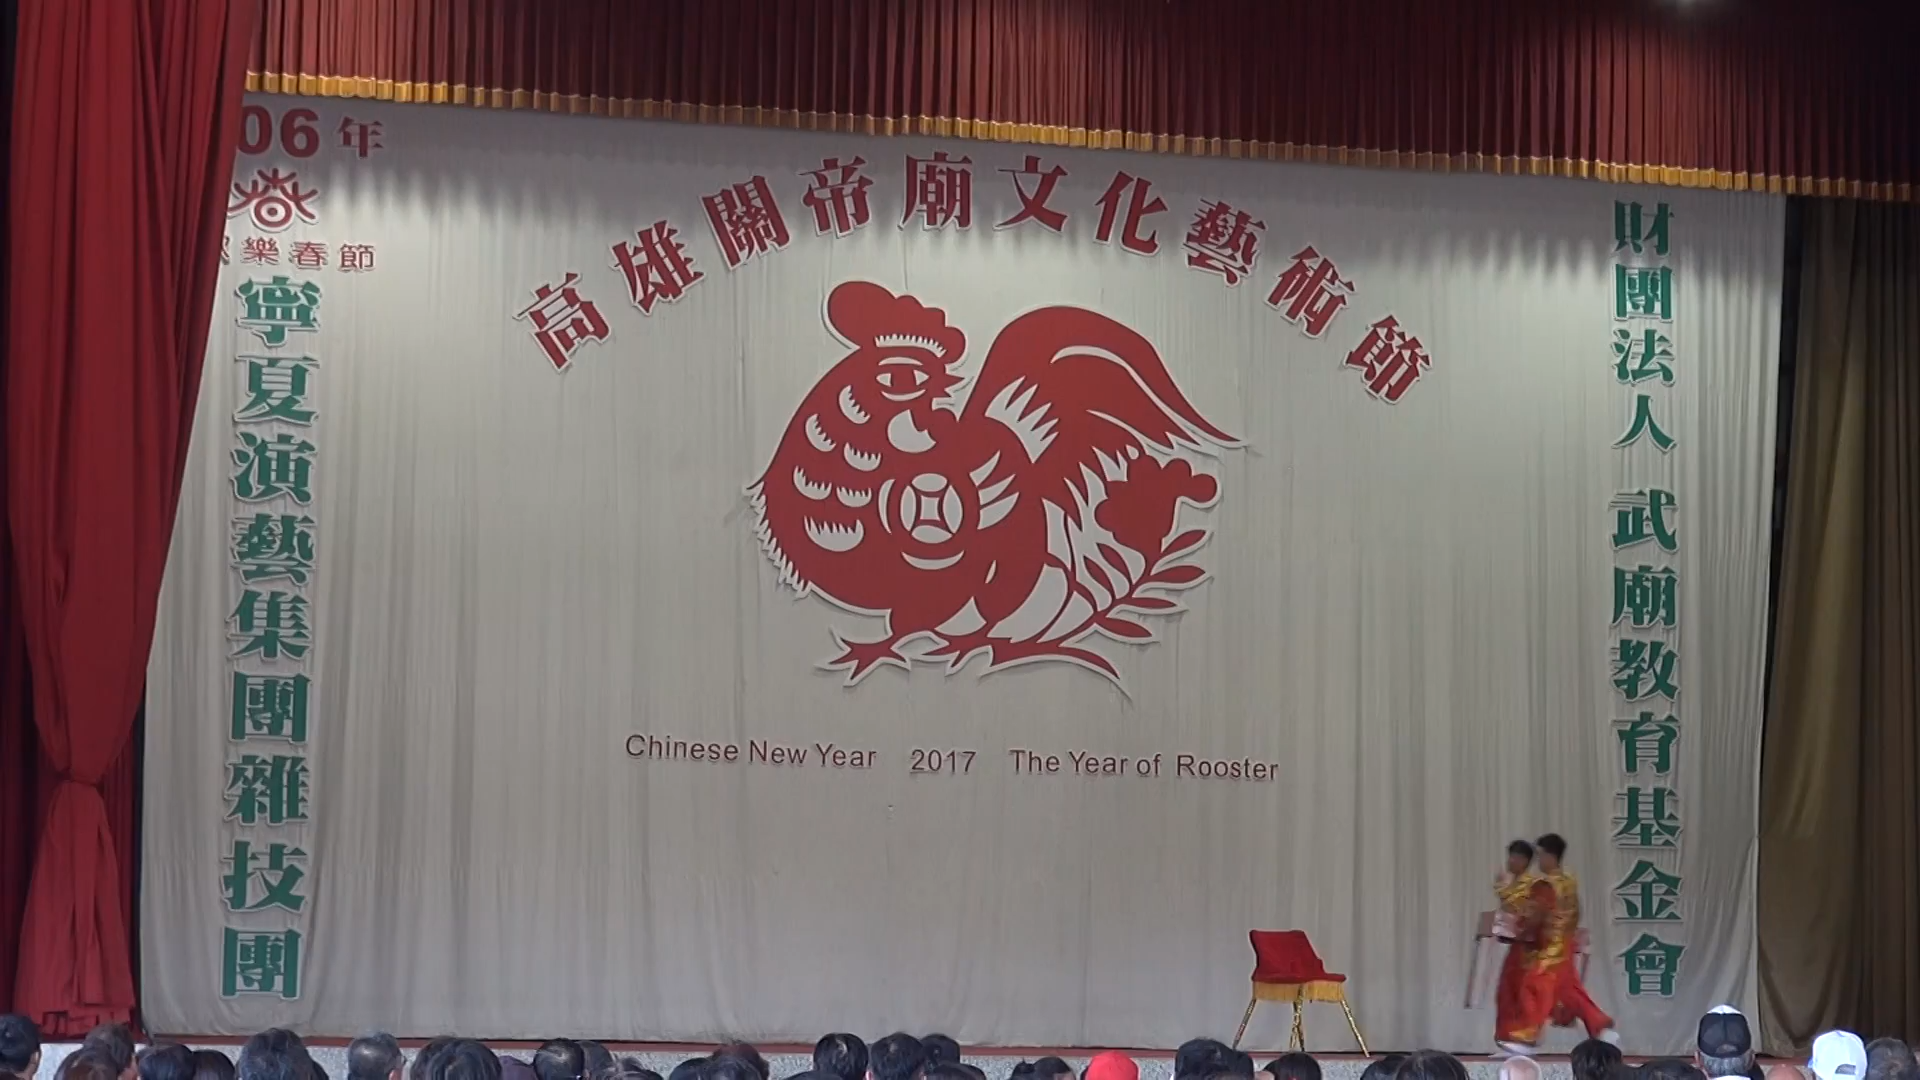 06年
樂春節
寧夏演藝集團雜技團
高雄關帝廟文化藝術節
財團法人 武廟教育基金會
Chinese New Year 2017 The Year of Rooster